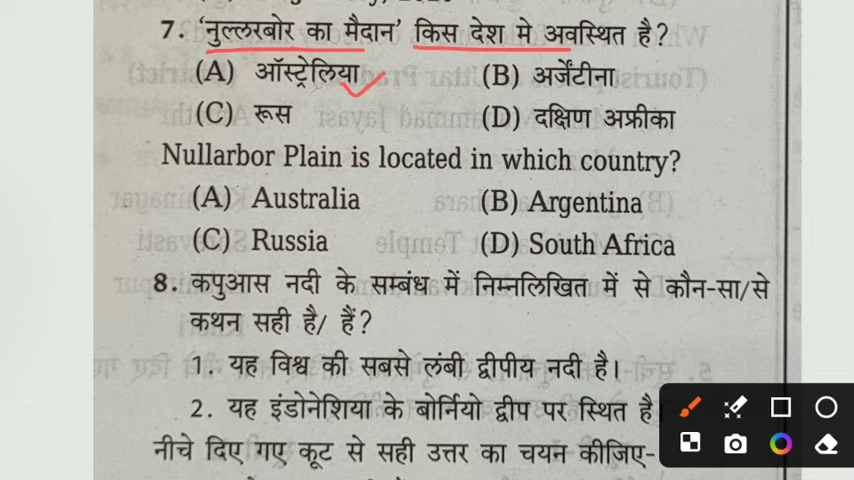 7. ‘नुल्लरबोर का मैदान’ किस देश मे अवस्थित है?
(A) ऑस्ट्रेलिया (B) अर्जेंटीना
(C) रूस (D) दक्षिण अफ्रीका
Nullarbor Plain is located in which country?
(A) Australia (B) Argentina
(C) Russia (D) South Africa
8. कपुआस नदी के सम्बंध में निम्नलिखित में से कौन-सा/से
कथन सही है/ हैं?
1. यह विश्व की सबसे लंबी द्वीपीय नदी है।
2. यह इंडोनेशिया के बोर्नियो द्वीप पर स्थित है।
नीचे दिए गए कूट से सही उत्तर का चयन कीजिए-